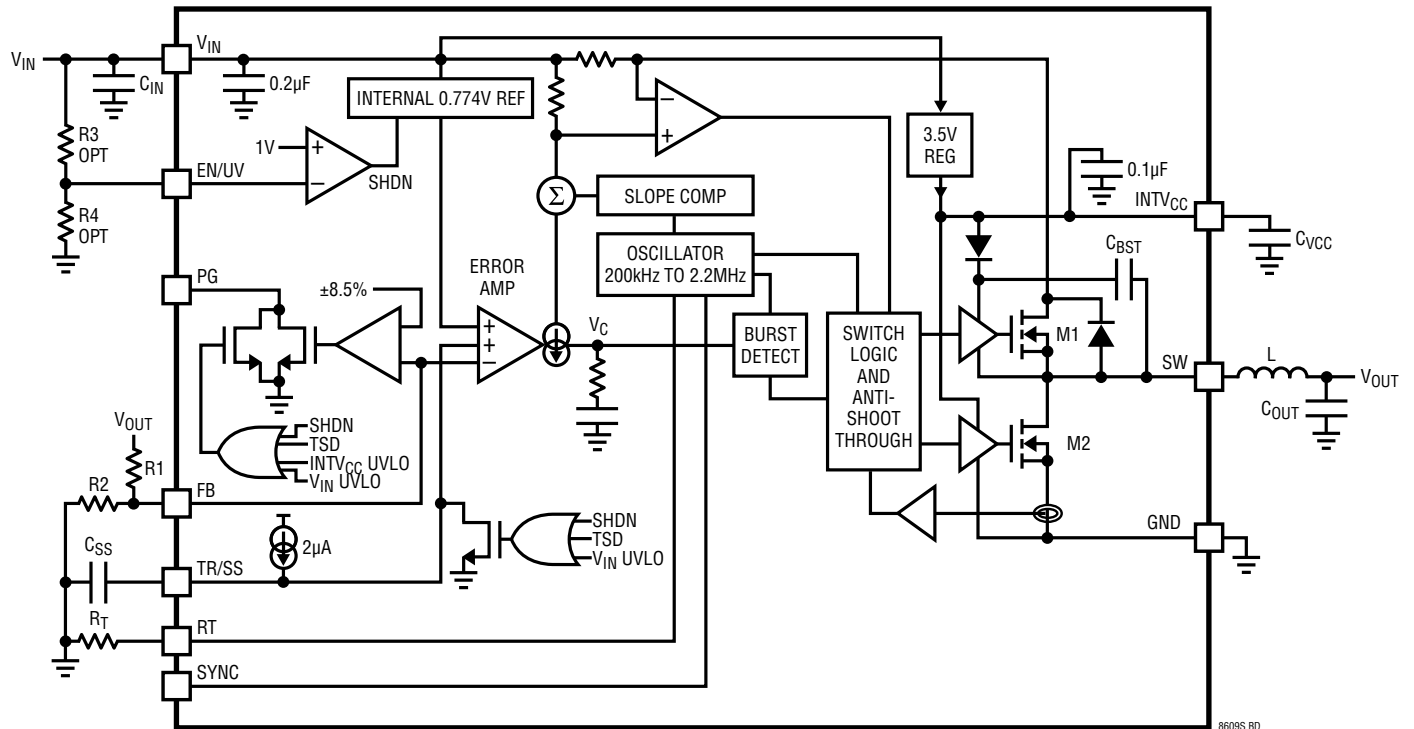 V_IN
V_IN
C_IN
0.2µF
INTERNAL 0.774V REF
R3
OPT
1V
+
−
SHDN
EN/UV
R4
OPT
−
+
3.5V
REG
0.1µF
INTV_CC
C_VCC
Σ
SLOPE COMP
OSCILLATOR
200kHz TO 2.2MHz
C_BST
PG
±8.5%
ERROR
AMP
+
+
−
V_C
BURST
DETECT
SWITCH
LOGIC
AND
ANTI-
SHOOT
THROUGH
M1
SW
L
V_OUT
C_OUT
M2
V_OUT
R1
SHDN
TSD
INTV_CC UVLO
V_IN UVLO
R2
FB
2µA
SHDN
TSD
V_IN UVLO
GND
C_SS
TR/SS
R_T
RT
SYNC
8609S BD